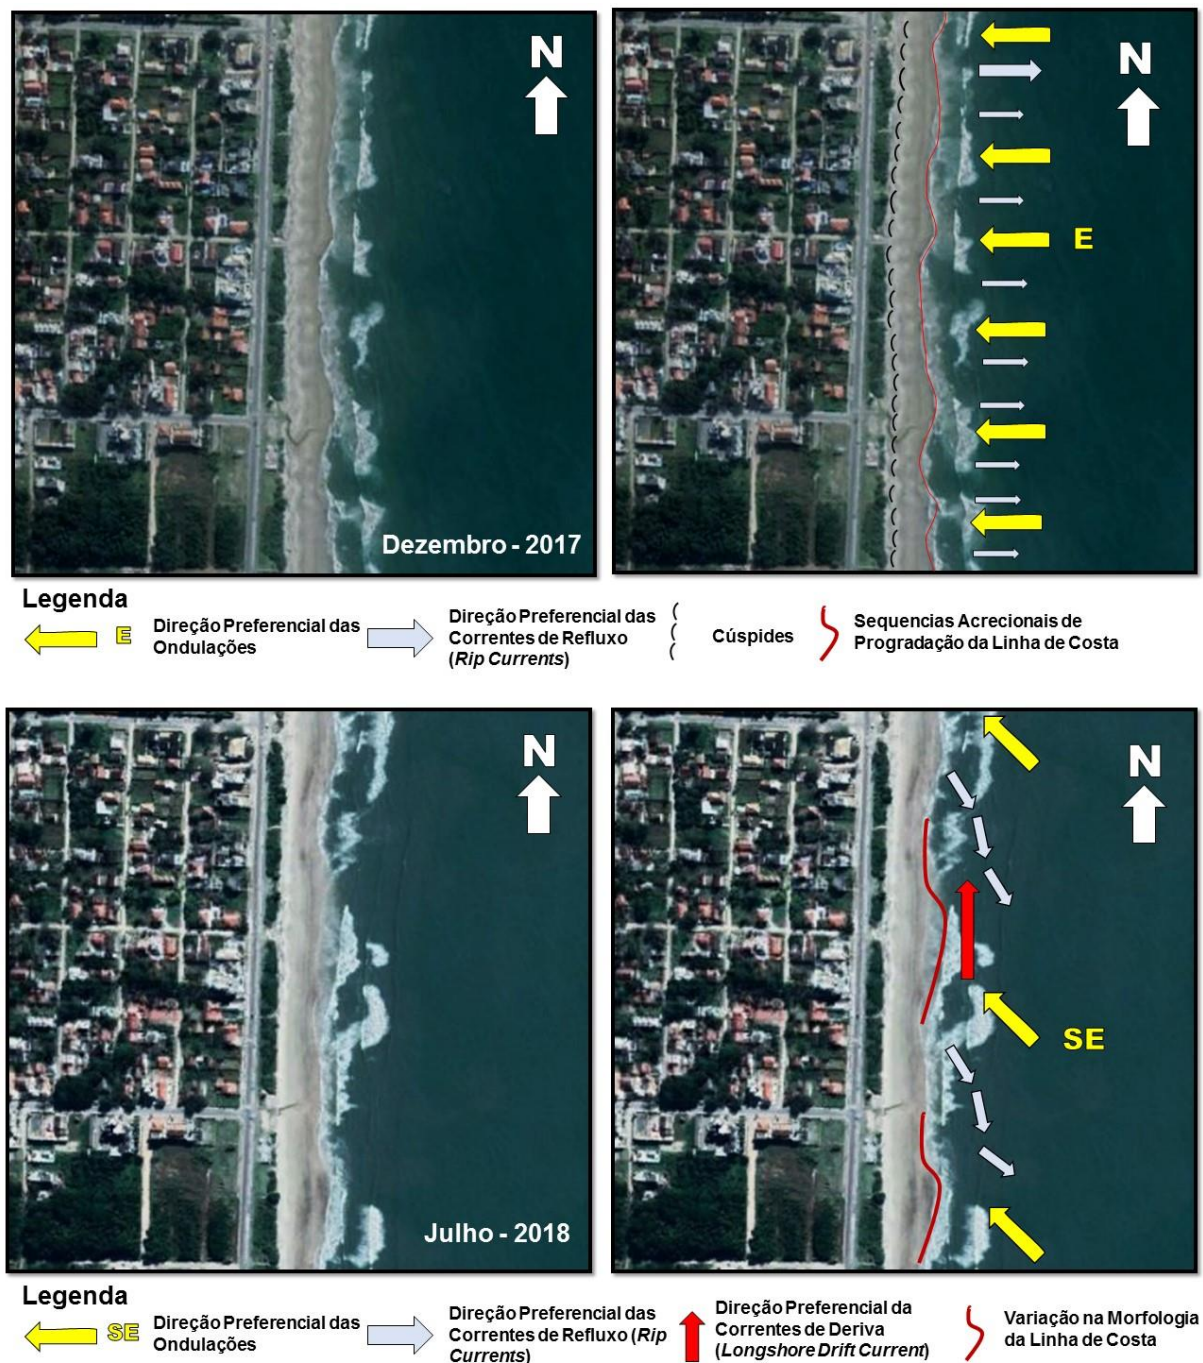 N
N
E
Dezembro - 2017
Legenda
E
Direção Preferencial das
Ondulações
Direção Preferencial das
Correntes de Refluxo
(Rip Currents)
Cúspides
Sequencias Acrecionais de
Progradação da Linha de Costa
N
N
SE
Julho - 2018
Legenda
SE
Direção Preferencial das
Ondulações
Direção Preferencial das
Correntes de Refluxo (Rip
Currents)
Direção Preferencial da
Correntes de Deriva
(Longshore Drift Current)
Variação na Morfologia
da Linha de Costa